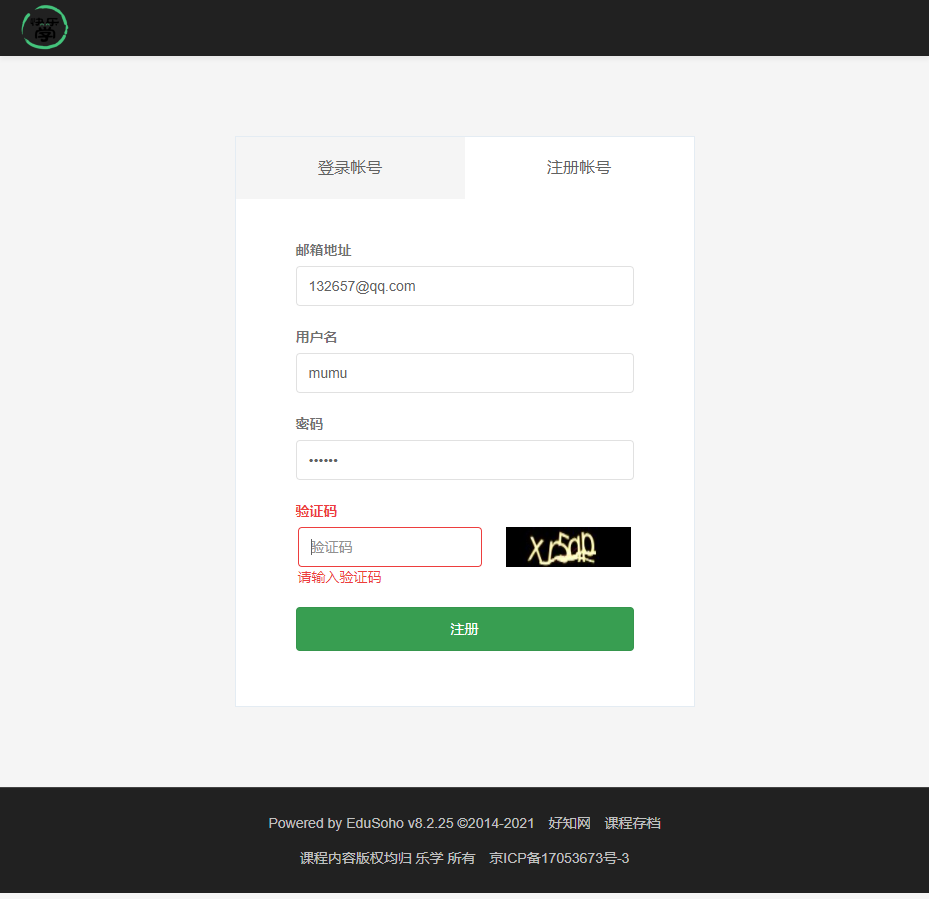 快乐
学
登录帐号
注册帐号
邮箱地址
132657@qq.com
用户名
mumu
密码
••••••
验证码
验证码
请输入验证码
注册
Powered by EduSoho v8.2.25 ©2014-2021 好知网 课程存档
课程内容版权均归 乐学 所有 京ICP备17053673号-3